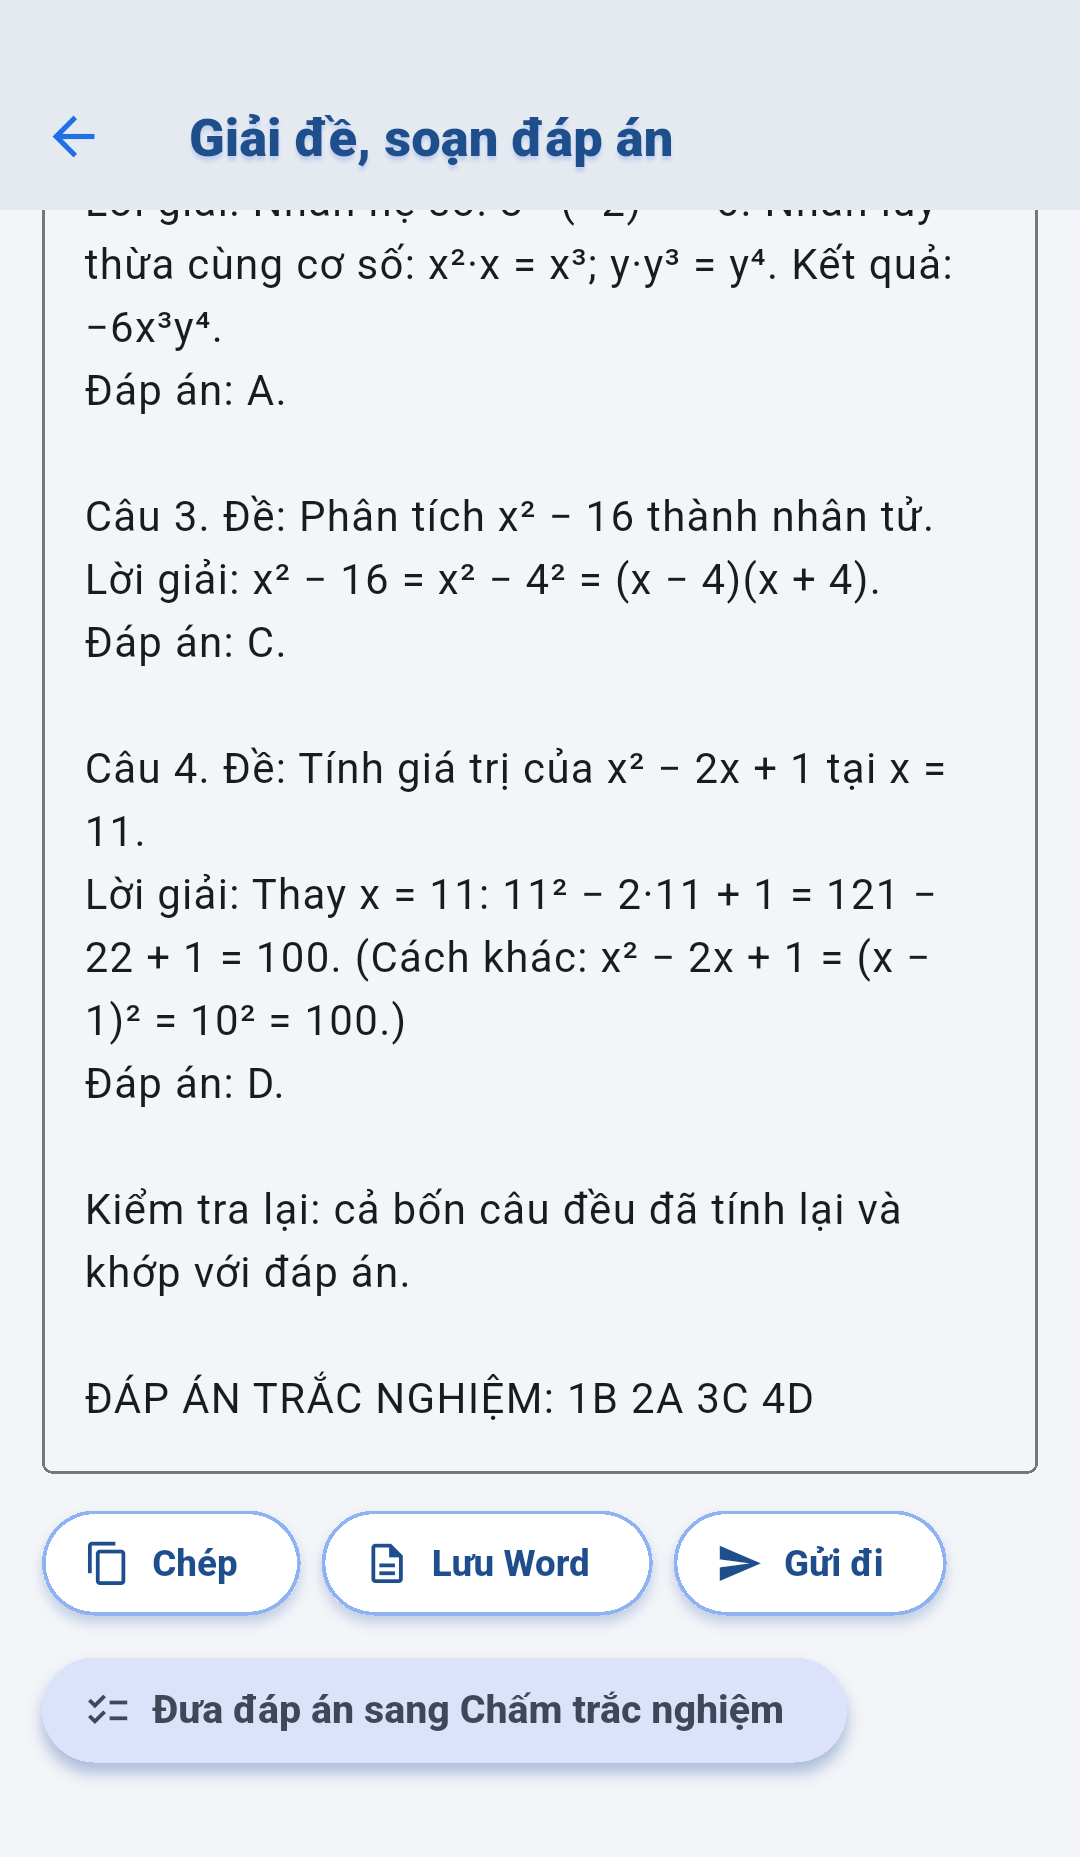 Giải đề, soạn đáp án
thừa cùng cơ số: x²·x = x³; y·y³ = y⁴. Kết quả:
−6x³y⁴.
Đáp án: A.
Câu 3. Đề: Phân tích x² − 16 thành nhân tử.
Lời giải: x² − 16 = x² − 4² = (x − 4)(x + 4).
Đáp án: C.
Câu 4. Đề: Tính giá trị của x² − 2x + 1 tại x =
11.
Lời giải: Thay x = 11: 11² − 2·11 + 1 = 121 −
22 + 1 = 100. (Cách khác: x² − 2x + 1 = (x −
1)² = 10² = 100.)
Đáp án: D.
Kiểm tra lại: cả bốn câu đều đã tính lại và
khớp với đáp án.
ĐÁP ÁN TRẮC NGHIỆM: 1B 2A 3C 4D
Chép
Lưu Word
Gửi đi
Đưa đáp án sang Chấm trắc nghiệm